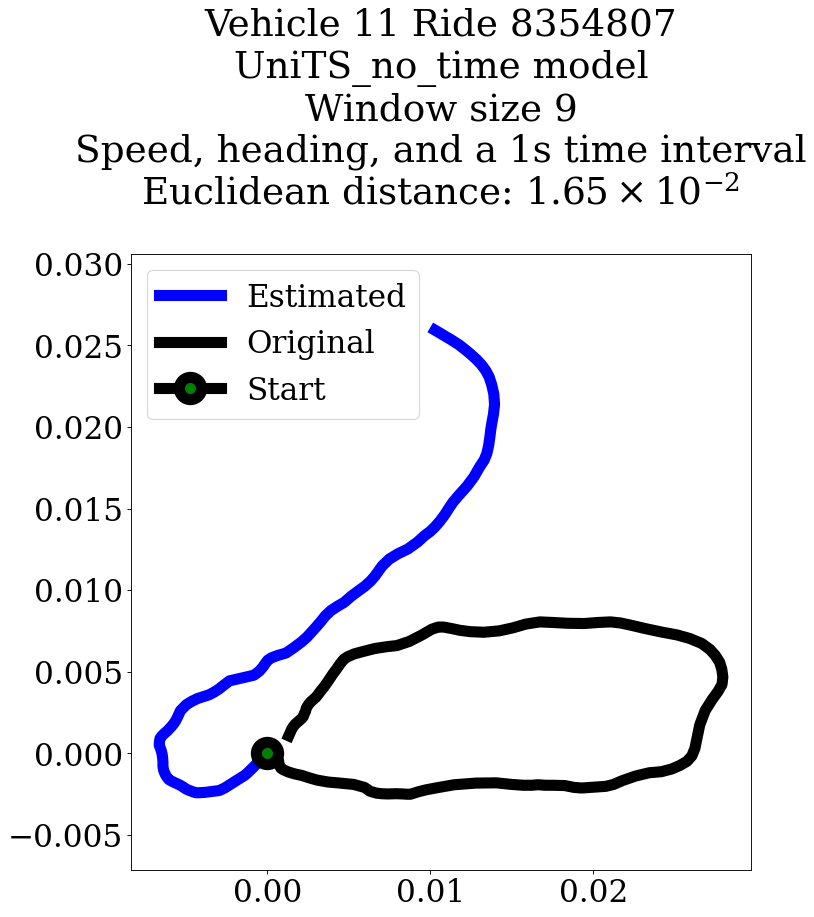 Vehicle 11 Ride 8354807
UniTS_no_time model
Window size 9
Speed, heading, and a 1s time interval
Euclidean distance: 1.65 × 10⁻²
0.030
0.025
0.020
0.015
0.010
0.005
0.000
−0.005
Estimated
Original
Start
0.00 0.01 0.02